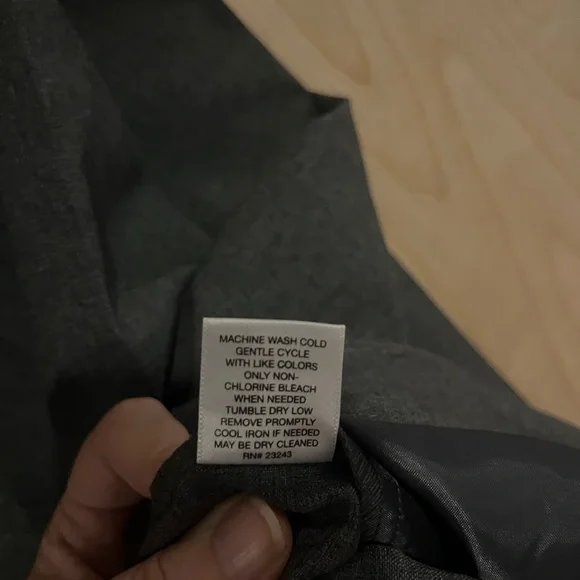 MACHINE WASH COLD
GENTLE CYCLE
WITH LIKE COLORS
ONLY NON-
CHLORINE BLEACH
WHEN NEEDED
TUMBLE DRY LOW
REMOVE PROMPTLY
COOL IRON IF NEEDED
MAY BE DRY CLEANED
RN# 23243